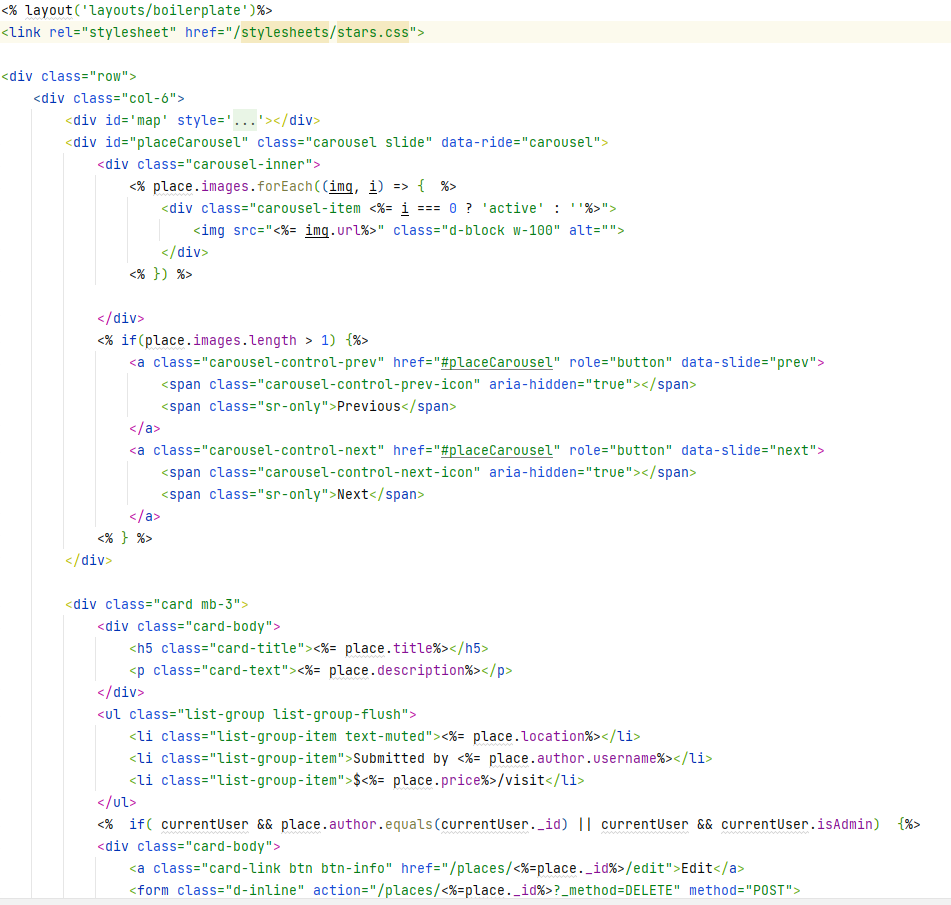 <% layout('layouts/boilerplate')%>
<link rel="stylesheet" href="/stylesheets/stars.css">
<div class="row">
<div class="col-6">
<div id='map' style='...'></div>
<div id="placeCarousel" class="carousel slide" data-ride="carousel">
<div class="carousel-inner">
<% place.images.forEach((img, i) => {  %>
<div class="carousel-item <%= i === 0 ? 'active' : ''%>">
<img src="<%= img.url%>" class="d-block w-100" alt="">
</div>
<% }) %>
</div>
<% if(place.images.length > 1) {%>
<a class="carousel-control-prev" href="#placeCarousel" role="button" data-slide="prev">
<span class="carousel-control-prev-icon" aria-hidden="true"></span>
<span class="sr-only">Previous</span>
</a>
<a class="carousel-control-next" href="#placeCarousel" role="button" data-slide="next">
<span class="carousel-control-next-icon" aria-hidden="true"></span>
<span class="sr-only">Next</span>
</a>
<% } %>
</div>
<div class="card mb-3">
<div class="card-body">
<h5 class="card-title"><%= place.title%></h5>
<p class="card-text"><%= place.description%></p>
</div>
<ul class="list-group list-group-flush">
<li class="list-group-item text-muted"><%= place.location%></li>
<li class="list-group-item">Submitted by <%= place.author.username%></li>
<li class="list-group-item">$<%= place.price%>/visit</li>
</ul>
<%  if( currentUser && place.author.equals(currentUser._id) || currentUser && currentUser.isAdmin)  {%>
<div class="card-body">
<a class="card-link btn btn-info" href="/places/<%=place._id%>/edit">Edit</a>
<form class="d-inline" action="/places/<%=place._id%>?_method=DELETE" method="POST">